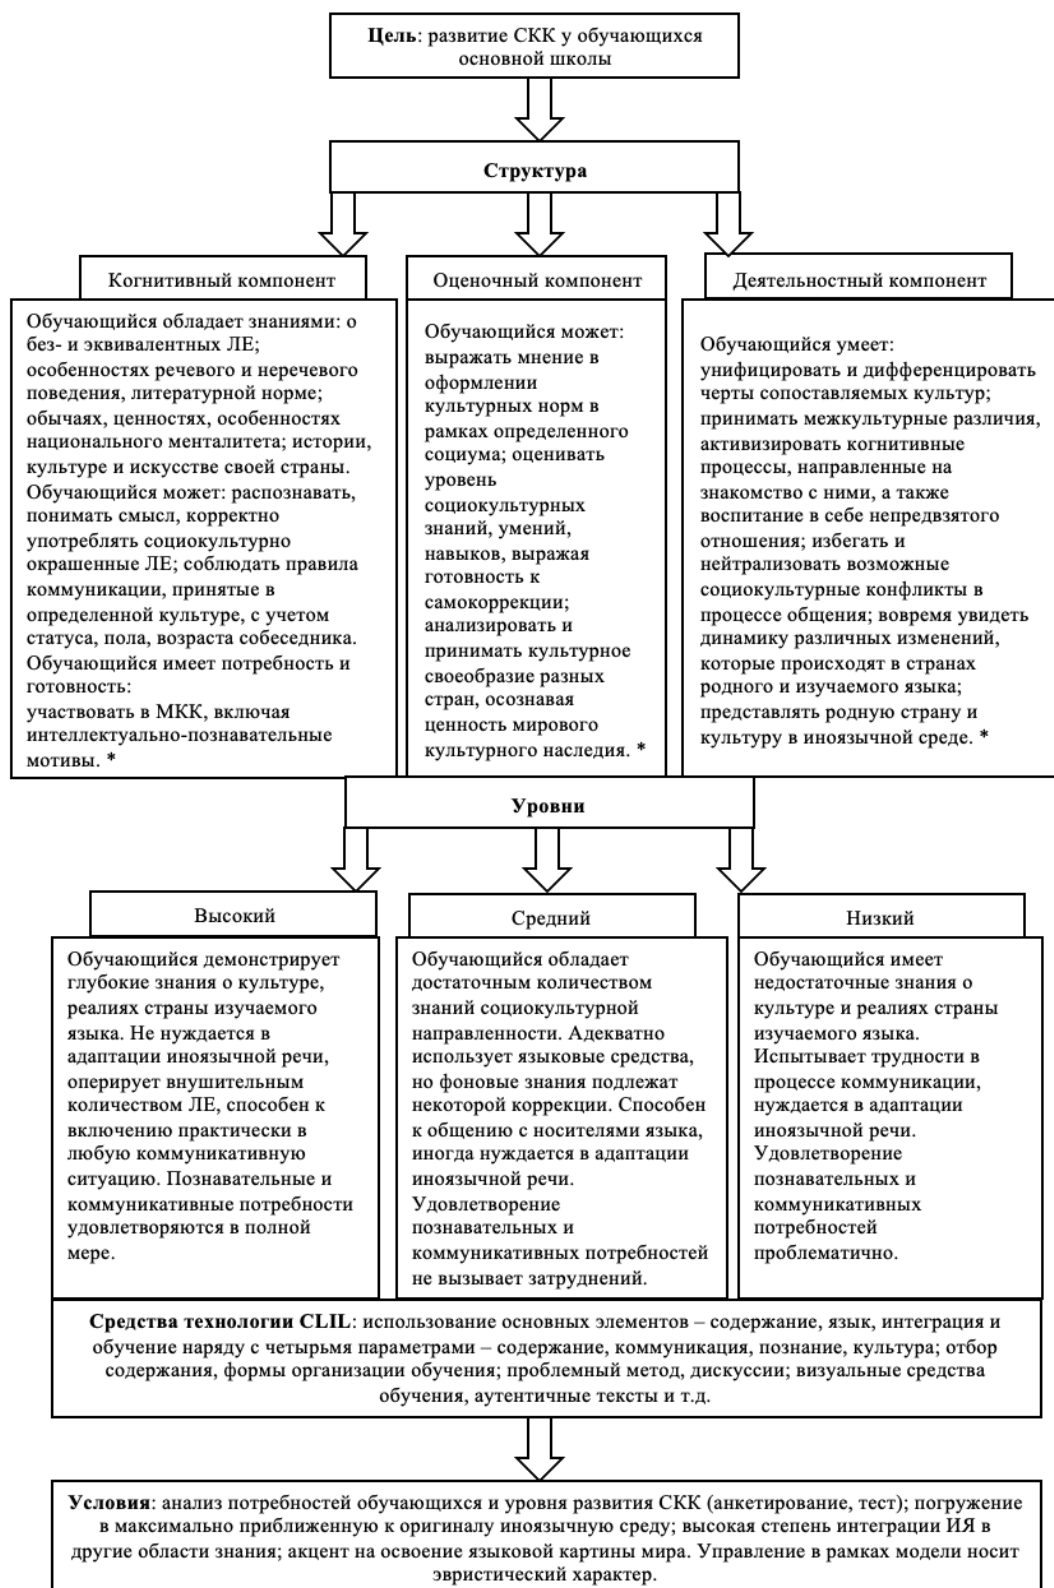 Цель: развитие СКК у обучающихся
основной школы
Структура
Когнитивный компонент
Обучающийся обладает знаниями: о
без- и эквивалентных ЛЕ;
особенностях речевого и неречевого
поведения, литературной норме;
обычаях, ценностях, особенностях
национального менталитета; истории,
культуре и искусстве своей страны.
Обучающийся может: распознавать,
понимать смысл, корректно
употреблять социокультурно
окрашенные ЛЕ; соблюдать правила
коммуникации, принятые в
определенной культуре, с учетом
статуса, пола, возраста собеседника.
Обучающийся имеет потребность и
готовность:
участвовать в МКК, включая
интеллектуально-познавательные
мотивы. *
Оценочный компонент
Обучающийся может:
выражать мнение в
оформлении
культурных норм в
рамках определенного
социума; оценивать
уровень
социокультурных
знаний, умений,
навыков, выражая
готовность к
самокоррекции;
анализировать и
принимать культурное
своеобразие разных
стран, осознавая
ценность мирового
культурного наследия. *
Деятельностный компонент
Обучающийся умеет:
унифицировать и дифференцировать
черты сопоставляемых культур;
принимать межкультурные различия,
активизировать когнитивные
процессы, направленные на
знакомство с ними, а также
воспитание в себе непредвзятого
отношения; избегать и
нейтрализовать возможные
социокультурные конфликты в
процессе общения; вовремя увидеть
динамику различных изменений,
которые происходят в странах
родного и изучаемого языка;
представлять родную страну и
культуру в иноязычной среде. *
Уровни
Высокий
Обучающийся демонстрирует
глубокие знания о культуре,
реалиях страны изучаемого
языка. Не нуждается в
адаптации иноязычной речи,
оперирует внушительным
количеством ЛЕ, способен к
включению практически в
любую коммуникативную
ситуацию. Познавательные и
коммуникативные потребности
удовлетворяются в полной
мере.
Средний
Обучающийся обладает
достаточным количеством
знаний социокультурной
направленности. Адекватно
использует языковые средства,
но фоновые знания подлежат
некоторой коррекции. Способен
к общению с носителями языка,
иногда нуждается в адаптации
иноязычной речи.
Удовлетворение
познавательных и
коммуникативных потребностей
не вызывает затруднений.
Низкий
Обучающийся имеет
недостаточные знания о
культуре и реалиях страны
изучаемого языка.
Испытывает трудности в
процессе коммуникации,
нуждается в адаптации
иноязычной речи.
Удовлетворение
познавательных и
коммуникативных
потребностей
проблематично.
Средства технологии CLIL: использование основных элементов – содержание, язык, интеграция и
обучение наряду с четырьмя параметрами – содержание, коммуникация, познание, культура; отбор
содержания, формы организации обучения; проблемный метод, дискуссии; визуальные средства
обучения, аутентичные тексты и т.д.
Условия: анализ потребностей обучающихся и уровня развития СКК (анкетирование, тест); погружение
в максимально приближенную к оригиналу иноязычную среду; высокая степень интеграции ИЯ в
другие области знания; акцент на освоение языковой картины мира. Управление в рамках модели носит
эвристический характер.